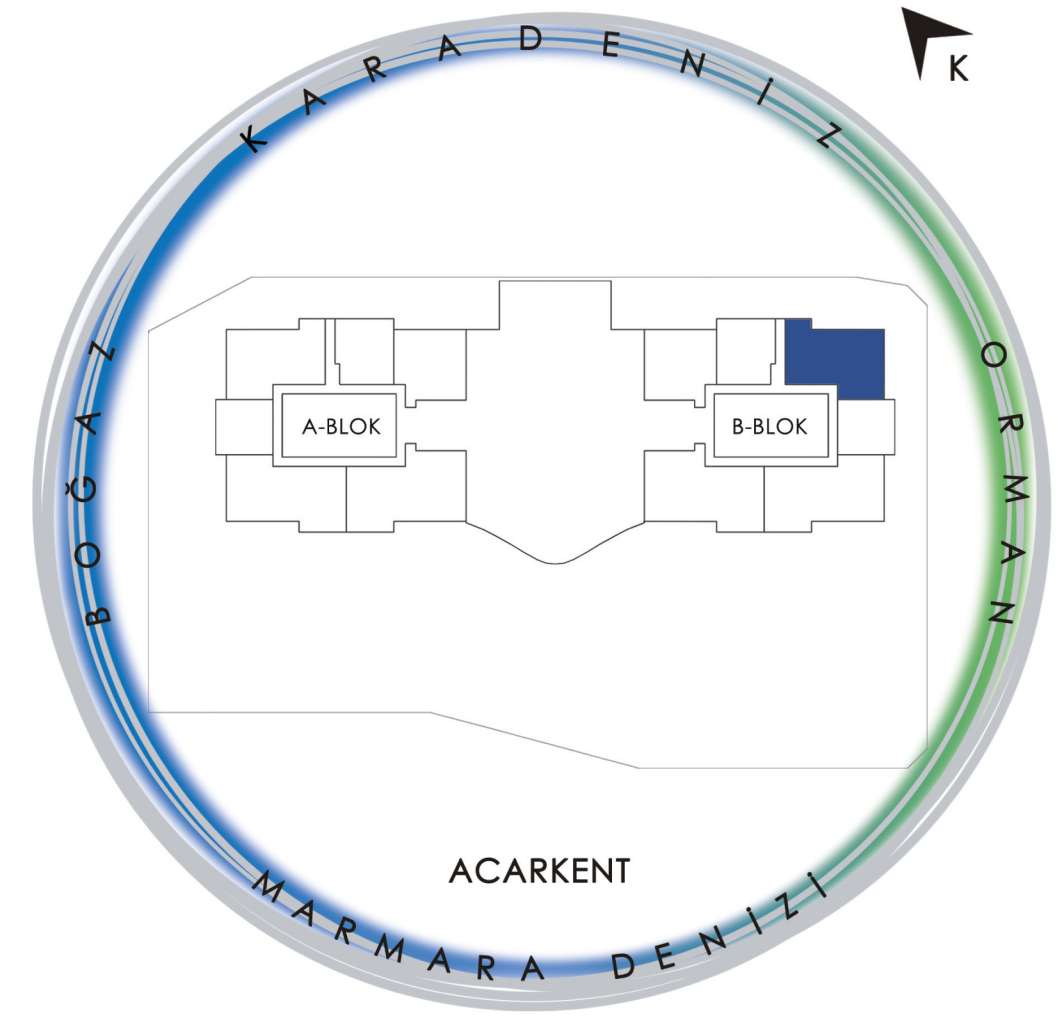 KARADENİZ
K
ORMAN
BOĞAZ
A-BLOK
B-BLOK
ACARKENT
MARMARA DENİZİ